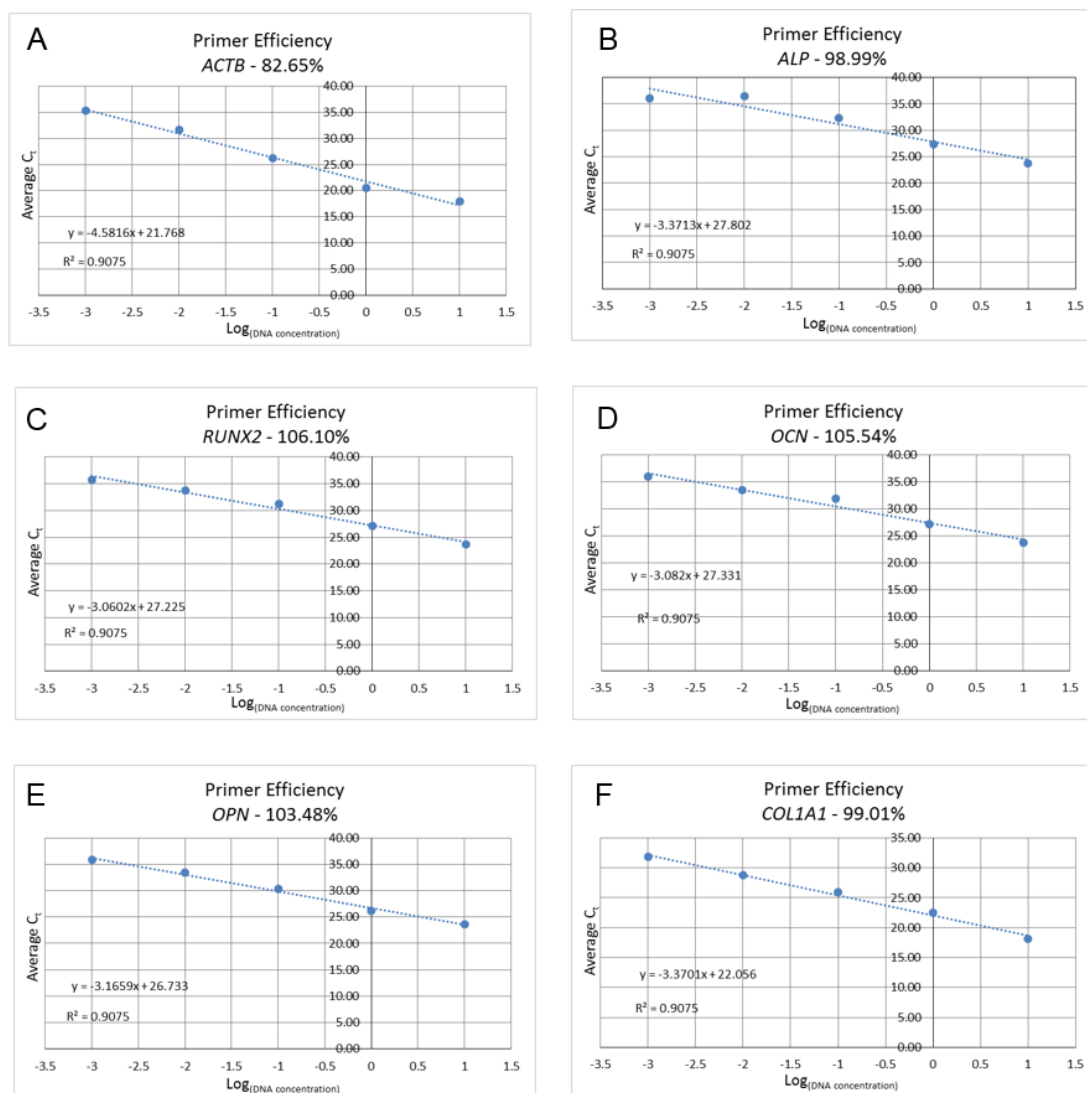 A
Primer Efficiency
ACTB - 82.65%
40.00
35.00
30.00
25.00
20.00
15.00
10.00
5.00
0.00
Average Ct
y = -4.5816x + 21.768
R² = 0.9075
-3.5 -3 -2.5 -2 -1.5 -1 -0.5 0 0.5 1 1.5
Log(DNA concentration)
B
Primer Efficiency
ALP - 98.99%
40.00
35.00
30.00
25.00
20.00
15.00
10.00
5.00
0.00
Average Ct
y = -3.3713x + 27.802
R² = 0.9075
-3.5 -3 -2.5 -2 -1.5 -1 -0.5 0 0.5 1 1.5
Log(DNA concentration)
C
Primer Efficiency
RUNX2 - 106.10%
40.00
35.00
30.00
25.00
20.00
15.00
10.00
5.00
0.00
Average Ct
y = -3.0602x + 27.225
R² = 0.9075
-3.5 -3 -2.5 -2 -1.5 -1 -0.5 0 0.5 1 1.5
Log(DNA concentration)
D
Primer Efficiency
OCN - 105.54%
40.00
35.00
30.00
25.00
20.00
15.00
10.00
5.00
0.00
Average Ct
y = -3.082x + 27.331
R² = 0.9075
-3.5 -3 -2.5 -2 -1.5 -1 -0.5 0 0.5 1 1.5
Log(DNA concentration)
E
Primer Efficiency
OPN - 103.48%
40.00
35.00
30.00
25.00
20.00
15.00
10.00
5.00
0.00
Average Ct
y = -3.1659x + 26.733
R² = 0.9075
-3.5 -3 -2.5 -2 -1.5 -1 -0.5 0 0.5 1 1.5
Log(DNA concentration)
F
Primer Efficiency
COL1A1 - 99.01%
35.00
30.00
25.00
20.00
15.00
10.00
5.00
0.00
Average Ct
y = -3.3701x + 22.056
R² = 0.9075
-3.5 -3 -2.5 -2 -1.5 -1 -0.5 0 0.5 1 1.5
Log(DNA concentration)